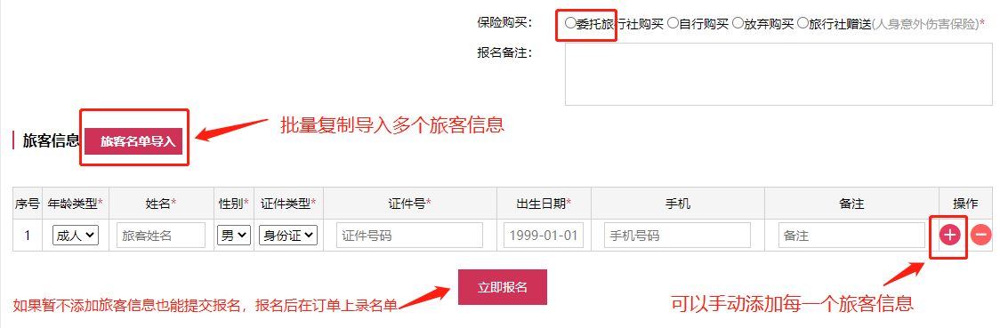 保险购买： 委托旅行社购买 自行购买 放弃购买 旅行社赠送(人身意外伤害保险)*
报名备注：
旅客信息 旅客名单导入 批量复制导入多个旅客信息
序号 年龄类型* 姓名* 性别* 证件类型* 证件号* 出生日期* 手机 备注 操作
1 成人 旅客姓名 男 身份证 证件号码 1999-01-01 手机号码 备注
立即报名
如果暂不添加旅客信息也能提交报名，报名后在订单上录名单
可以手动添加每一个旅客信息